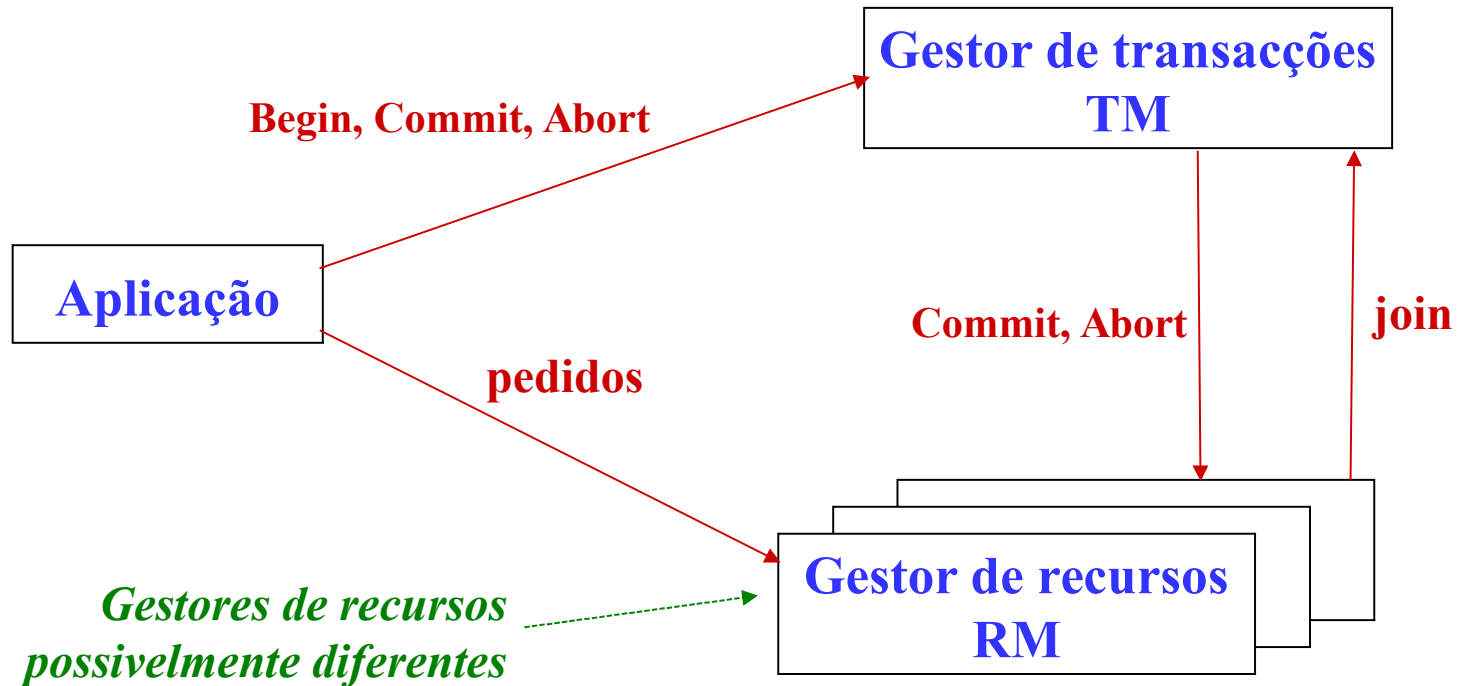 Gestor de transacções
TM
Begin, Commit, Abort
Aplicação
Commit, Abort
join
pedidos
Gestor de recursos
RM
Gestores de recursos
possivelmente diferentes